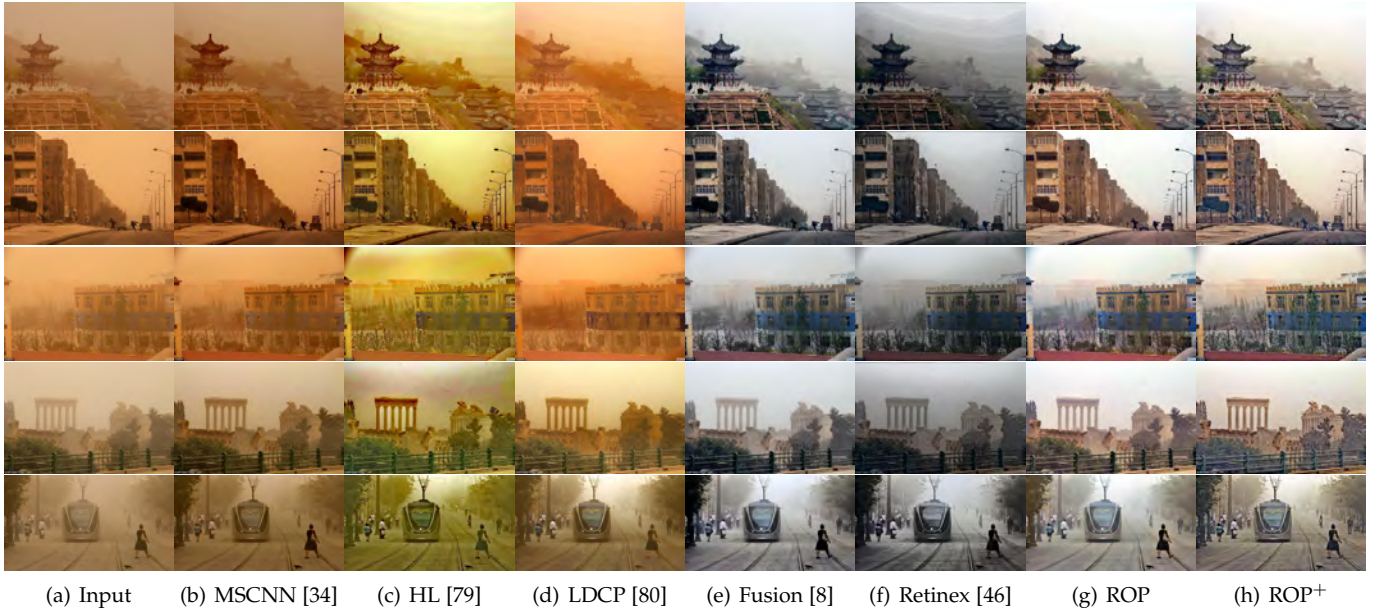 (a) Input (b) MSCNN [34] (c) HL [79] (d) LDCP [80] (e) Fusion [8] (f) Retinex [46] (g) ROP (h) ROP+